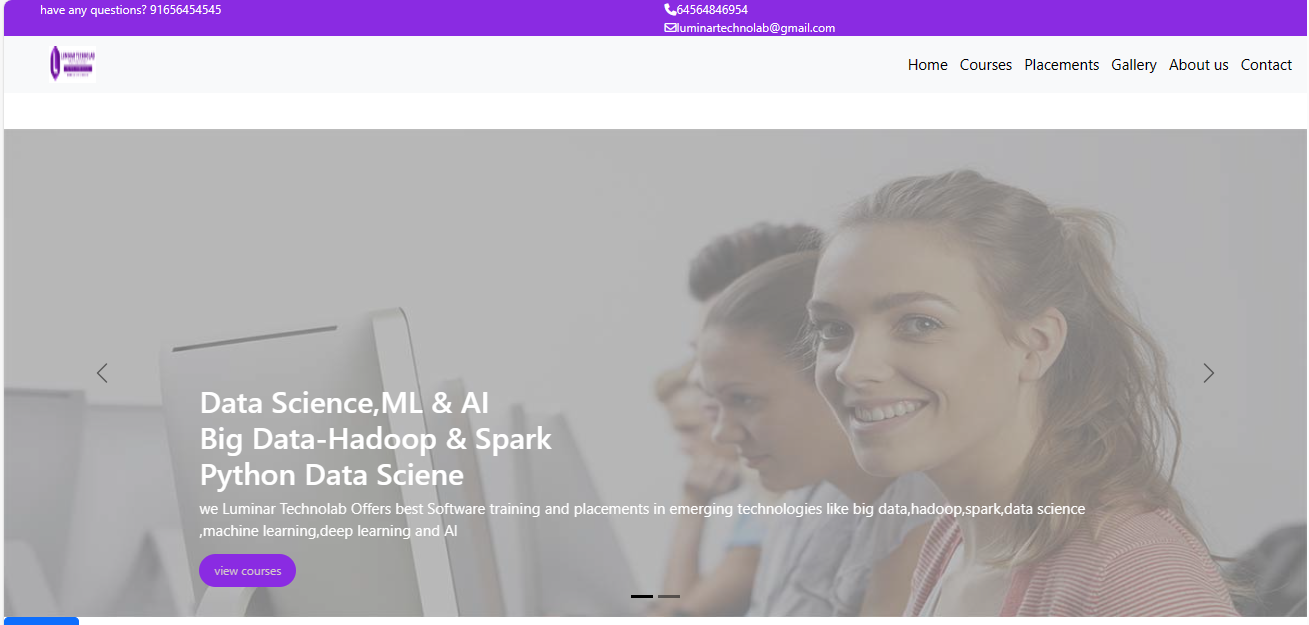 have any questions? 91656454545
64564846954
luminartechnolab@gmail.com
LUMINAR TECHNOLAB
Home Courses Placements Gallery About us Contact
Data Science,ML & AI
Big Data-Hadoop & Spark
Python Data Sciene
we Luminar Technolab Offers best Software training and placements in emerging technologies like big data,hadoop,spark,data science
,machine learning,deep learning and AI
view courses